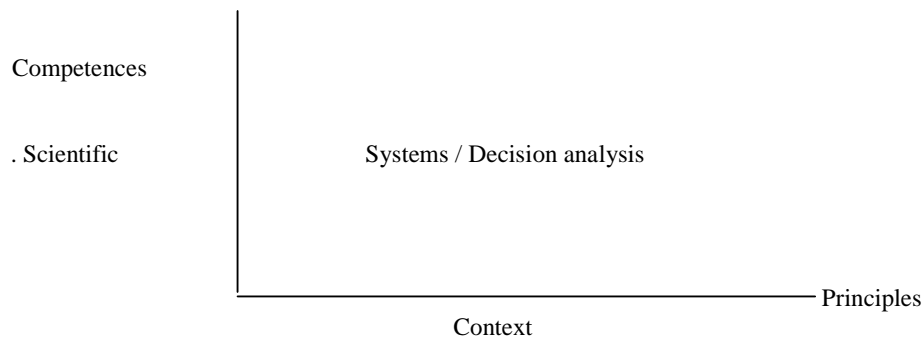 Competences
. Scientific Systems / Decision analysis
Principles
Context